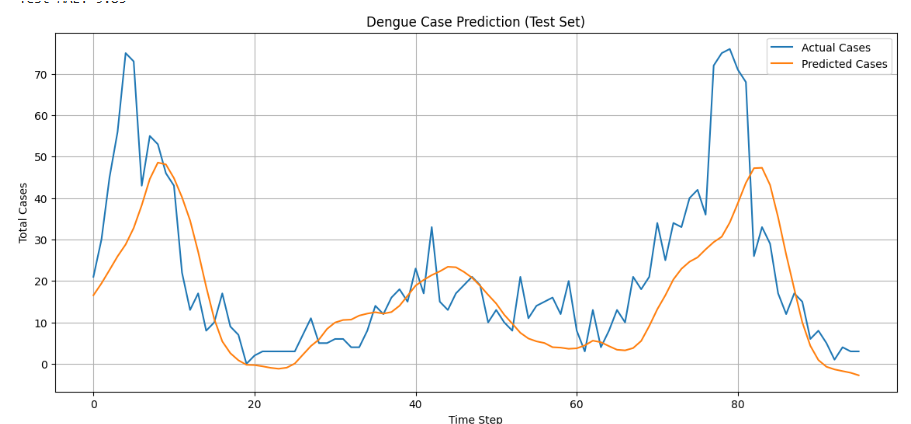 Dengue Case Prediction (Test Set)
Actual Cases
Predicted Cases
Total Cases
70
60
50
40
30
20
10
0
0 20 40 60 80
Time Step